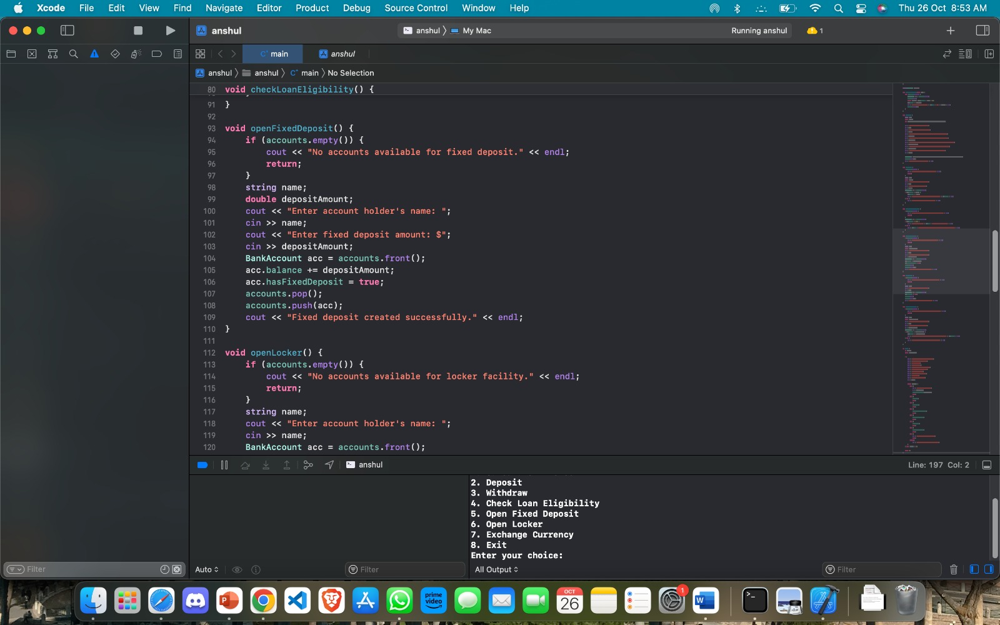 Xcode File Edit View Find Navigate Editor Product Debug Source Control Window Help Thu 26 Oct 8:53 AM
anshul anshul 〉 My Mac Running anshul 1
C+ main anshul
anshul 〉 anshul 〉 C+ main 〉 No Selection
80 void checkLoanEligibility() {
91 }
92
93 void openFixedDeposit() {
94 if (accounts.empty()) {
95 cout << "No accounts available for fixed deposit." << endl;
96 return;
97 }
98 string name;
99 double depositAmount;
100 cout << "Enter account holder's name: ";
101 cin >> name;
102 cout << "Enter fixed deposit amount: $";
103 cin >> depositAmount;
104 BankAccount acc = accounts.front();
105 acc.balance += depositAmount;
106 acc.hasFixedDeposit = true;
107 accounts.pop();
108 accounts.push(acc);
109 cout << "Fixed deposit created successfully." << endl;
110 }
111
112 void openLocker() {
113 if (accounts.empty()) {
114 cout << "No accounts available for locker facility." << endl;
115 return;
116 }
117 string name;
118 cout << "Enter account holder's name: ";
119 cin >> name;
120 BankAccount acc = accounts.front();
anshul Line: 197 Col: 2
2. Deposit
3. Withdraw
4. Check Loan Eligibility
5. Open Fixed Deposit
6. Open Locker
7. Exchange Currency
8. Exit
Enter your choice:
Filter Auto Filter All Output Filter
P prime video OCT 26 1 W >_